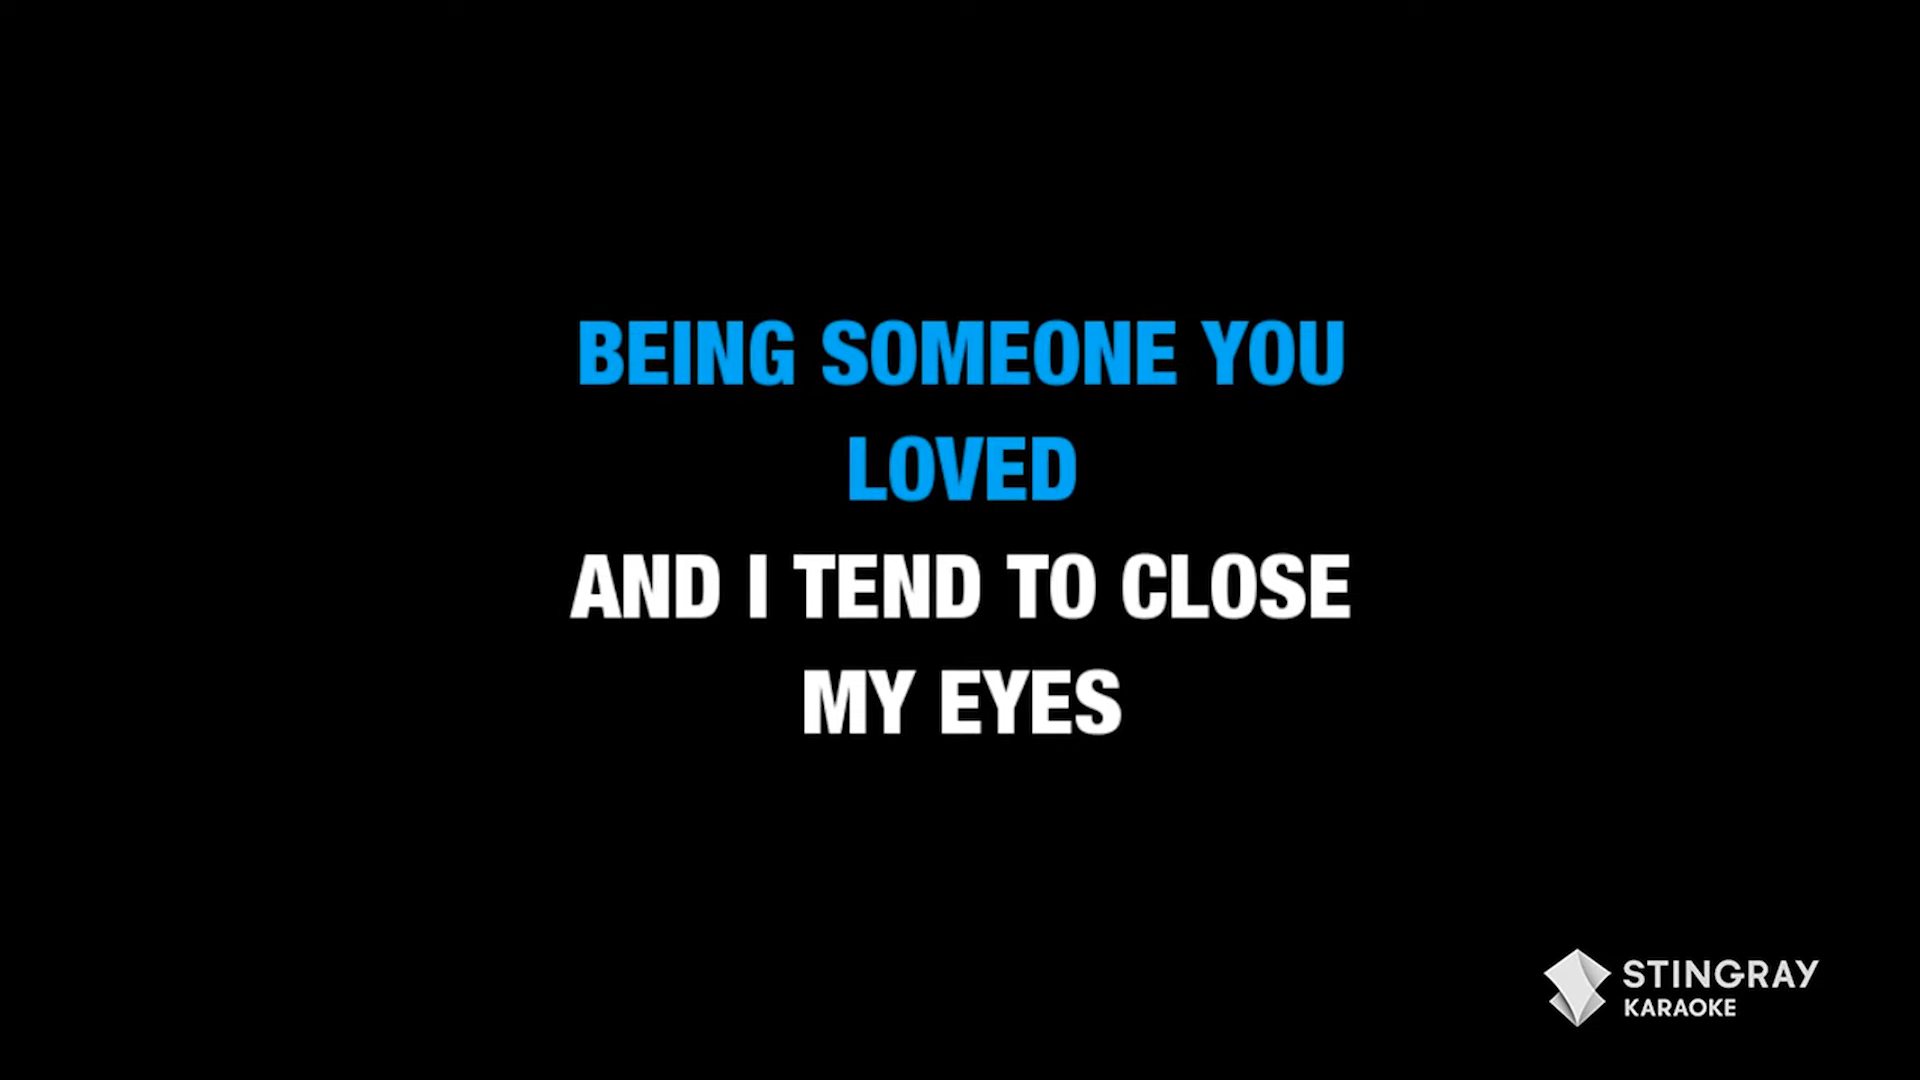 BEING SOMEONE YOU
LOVED
AND I TEND TO CLOSE
MY EYES
STINGRAY
KARAOKE